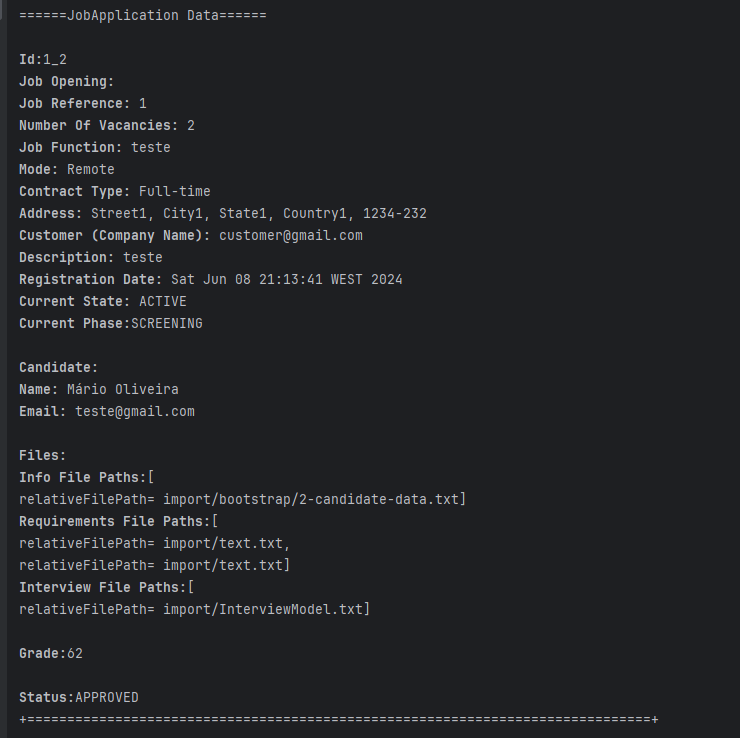 ======JobApplication Data======
Id:1_2
Job Opening:
Job Reference: 1
Number Of Vacancies: 2
Job Function: teste
Mode: Remote
Contract Type: Full-time
Address: Street1, City1, State1, Country1, 1234-232
Customer (Company Name): customer@gmail.com
Description: teste
Registration Date: Sat Jun 08 21:13:41 WEST 2024
Current State: ACTIVE
Current Phase:SCREENING
Candidate:
Name: Mário Oliveira
Email: teste@gmail.com
Files:
Info File Paths:[
relativeFilePath= import/bootstrap/2-candidate-data.txt]
Requirements File Paths:[
relativeFilePath= import/text.txt,
relativeFilePath= import/text.txt]
Interview File Paths:[
relativeFilePath= import/InterviewModel.txt]
Grade:62
Status:APPROVED
+==============================================================================+